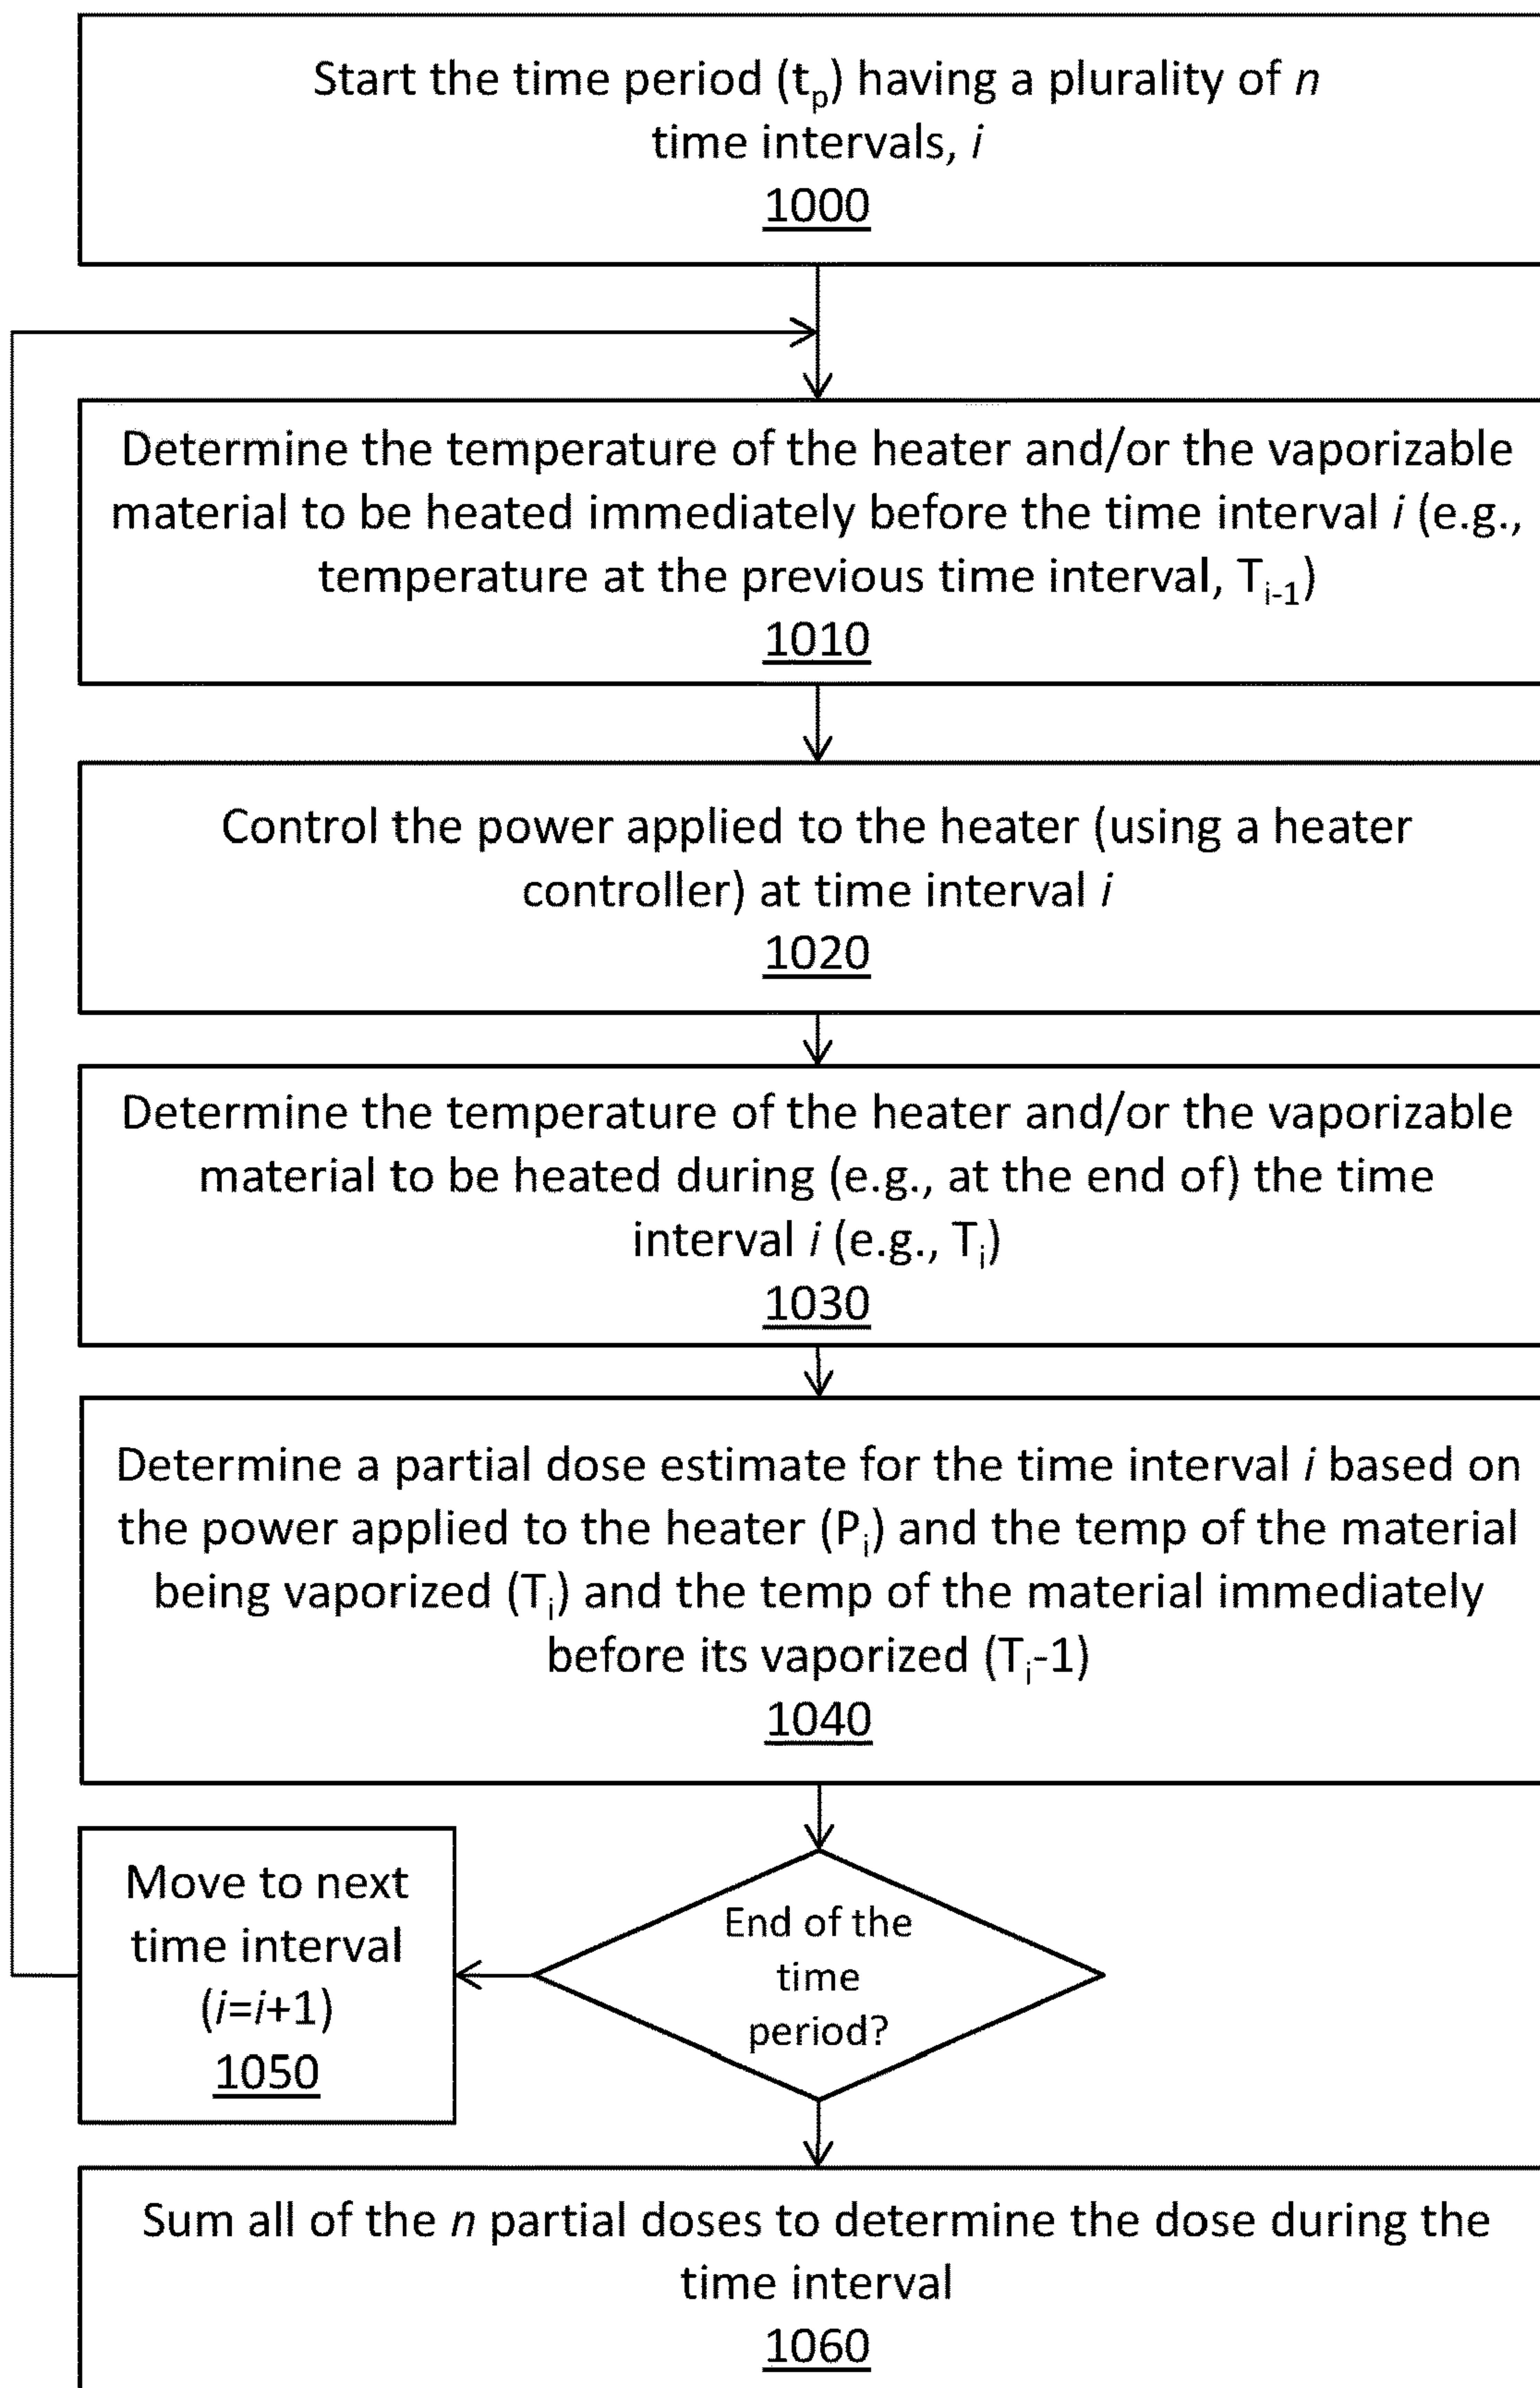 Start the time period (tp) having a plurality of n
time intervals, i
1000
Determine the temperature of the heater and/or the vaporizable
material to be heated immediately before the time interval i (e.g.,
temperature at the previous time interval, Ti-1)
1010
Control the power applied to the heater (using a heater
controller) at time interval i
1020
Determine the temperature of the heater and/or the vaporizable
material to be heated during (e.g., at the end of) the time
interval i (e.g., Ti)
1030
Determine a partial dose estimate for the time interval i based on
the power applied to the heater (Pi) and the temp of the material
being vaporized (Ti) and the temp of the material immediately
before its vaporized (Ti-1)
1040
Move to next
time interval
(i=i+1)
1050
End of the
time
period?
Sum all of the n partial doses to determine the dose during the
time interval
1060